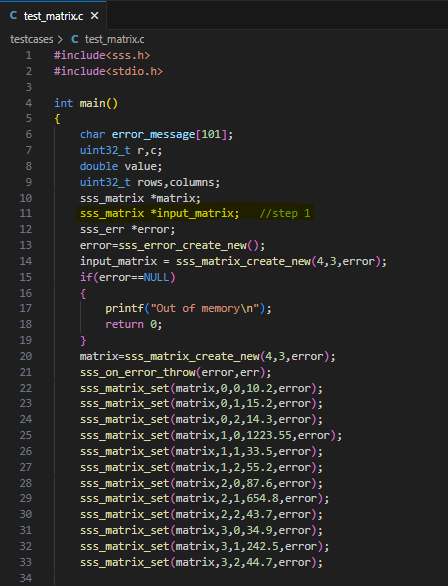 test_matrix.c
testcases > test_matrix.c
1 #include<sss.h>
2 #include<stdio.h>
3
4 int main()
5 {
6 char error_message[101];
7 uint32_t r,c;
8 double value;
9 uint32_t rows,columns;
10 sss_matrix *matrix;
11 sss_matrix *input_matrix; //step 1
12 sss_err *error;
13 error=sss_error_create_new();
14 input_matrix = sss_matrix_create_new(4,3,error);
15 if(error==NULL)
16 {
17 printf("Out of memory\n");
18 return 0;
19 }
20 matrix=sss_matrix_create_new(4,3,error);
21 sss_on_error_throw(error,err);
22 sss_matrix_set(matrix,0,0,10.2,error);
23 sss_matrix_set(matrix,0,1,15.2,error);
24 sss_matrix_set(matrix,0,2,14.3,error);
25 sss_matrix_set(matrix,1,0,1223.55,error);
26 sss_matrix_set(matrix,1,1,33.5,error);
27 sss_matrix_set(matrix,1,2,55.2,error);
28 sss_matrix_set(matrix,2,0,87.6,error);
29 sss_matrix_set(matrix,2,1,654.8,error);
30 sss_matrix_set(matrix,2,2,43.7,error);
31 sss_matrix_set(matrix,3,0,34.9,error);
32 sss_matrix_set(matrix,3,1,242.5,error);
33 sss_matrix_set(matrix,3,2,44.7,error);
34